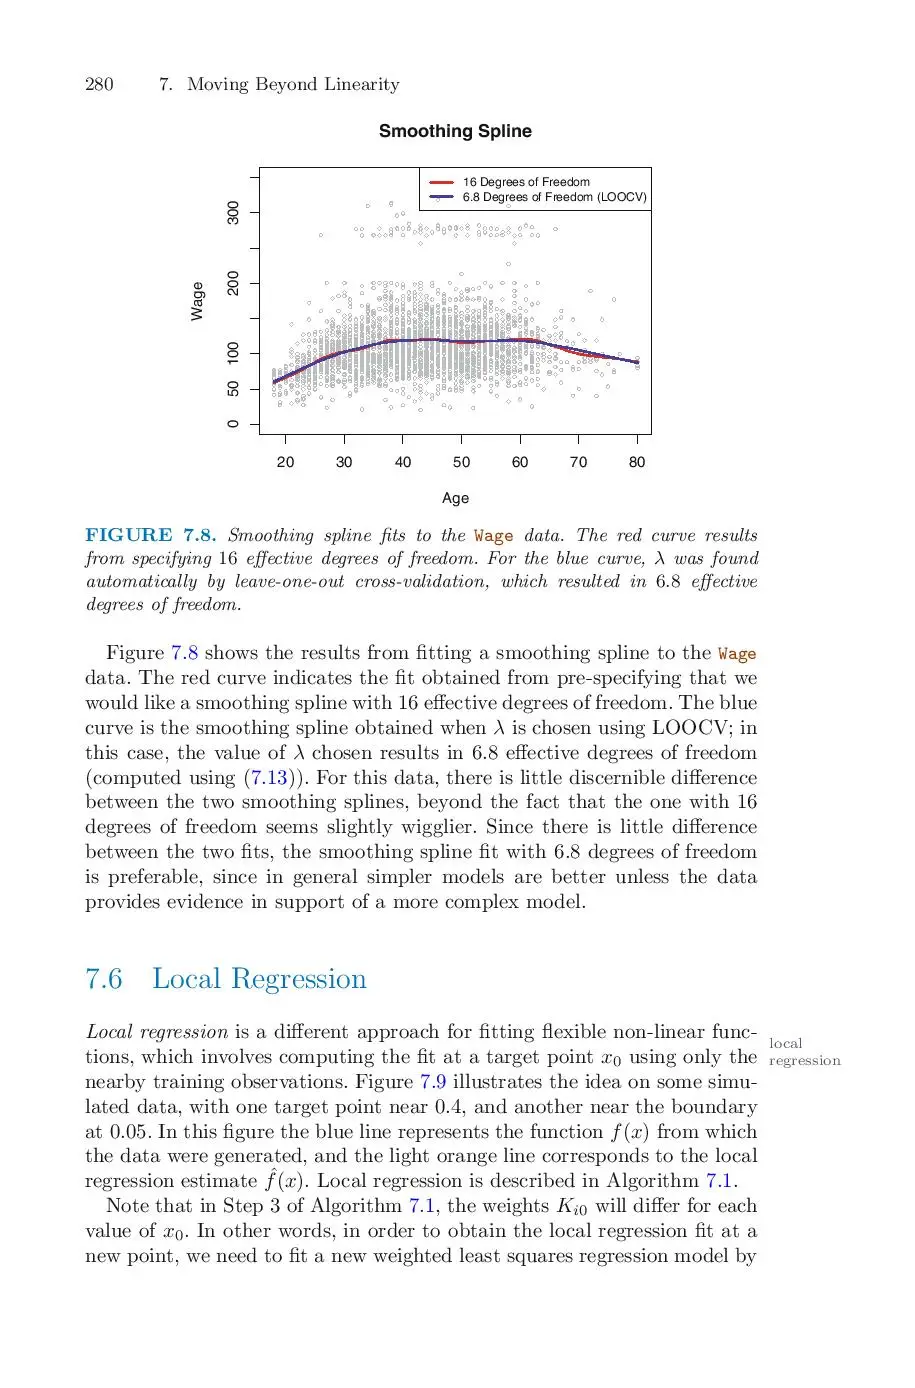 280 7. Moving Beyond Linearity
Smoothing Spline
16 Degrees of Freedom
6.8 Degrees of Freedom (LOOCV)
Wage
300
200
100
50
0
20 30 40 50 60 70 80
Age
FIGURE 7.8. Smoothing spline fits to the Wage data. The red curve results
from specifying 16 effective degrees of freedom. For the blue curve, λ was found
automatically by leave-one-out cross-validation, which resulted in 6.8 effective
degrees of freedom.
Figure 7.8 shows the results from fitting a smoothing spline to the Wage
data. The red curve indicates the fit obtained from pre-specifying that we
would like a smoothing spline with 16 effective degrees of freedom. The blue
curve is the smoothing spline obtained when λ is chosen using LOOCV; in
this case, the value of λ chosen results in 6.8 effective degrees of freedom
(computed using (7.13)). For this data, there is little discernible difference
between the two smoothing splines, beyond the fact that the one with 16
degrees of freedom seems slightly wigglier. Since there is little difference
between the two fits, the smoothing spline fit with 6.8 degrees of freedom
is preferable, since in general simpler models are better unless the data
provides evidence in support of a more complex model.
7.6 Local Regression
Local regression is a different approach for fitting flexible non-linear func-
tions, which involves computing the fit at a target point x₀ using only the
nearby training observations. Figure 7.9 illustrates the idea on some simu-
lated data, with one target point near 0.4, and another near the boundary
at 0.05. In this figure the blue line represents the function f(x) from which
the data were generated, and the light orange line corresponds to the local
regression estimate f̂(x). Local regression is described in Algorithm 7.1.
local
regression
Note that in Step 3 of Algorithm 7.1, the weights Kᵢ₀ will differ for each
value of x₀. In other words, in order to obtain the local regression fit at a
new point, we need to fit a new weighted least squares regression model by